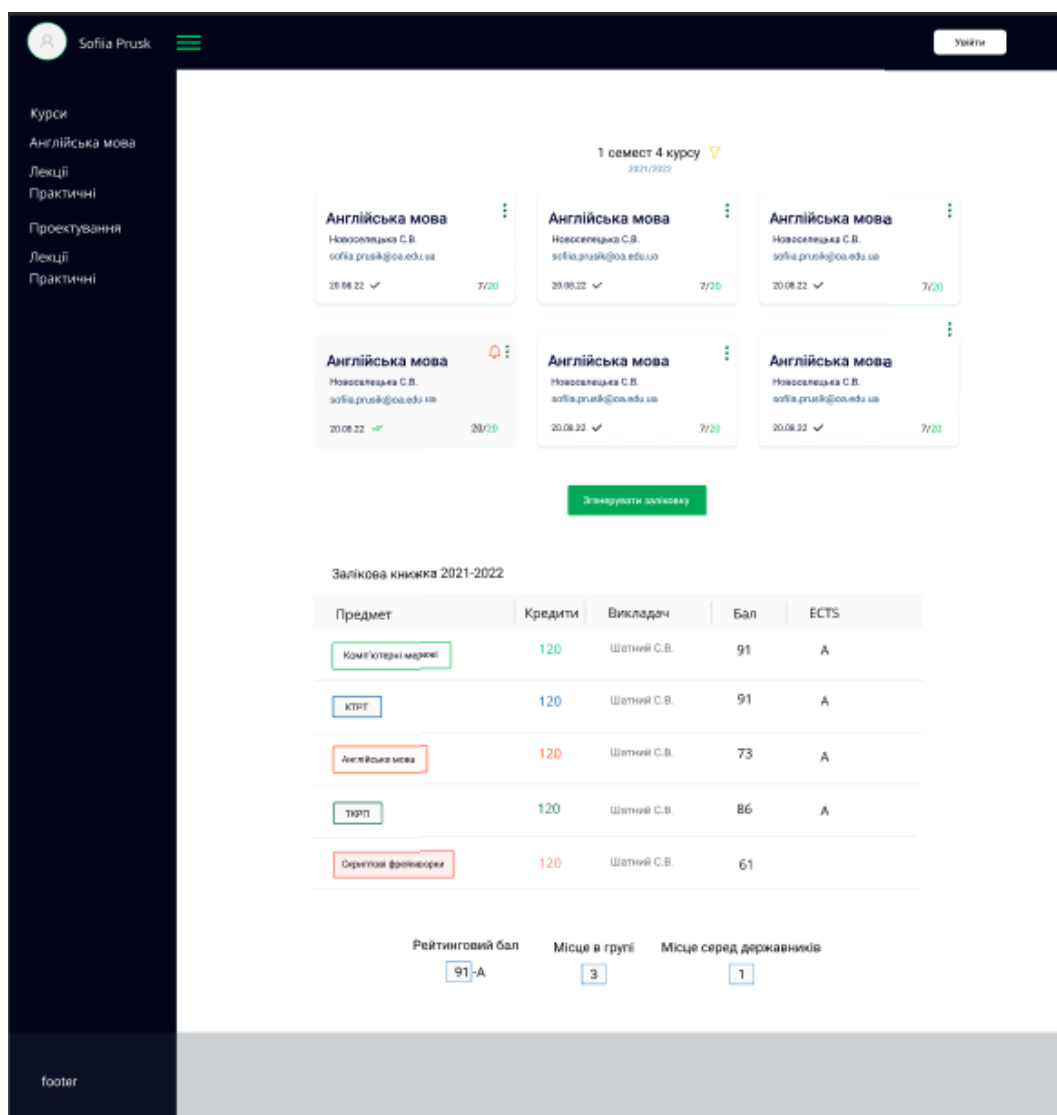 Sofiia Prusk
Увійти
Курси
Англійська мова
Лекції
Практичні
Проектування
Лекції
Практичні
1 семест 4 курсу
2021/2022
Англійська мова Англійська мова Англійська мова
Новоселецька С.В. Новоселецька С.В. Новоселецька С.В.
sofiia.prusik@oa.edu.ua sofiia.prusik@oa.edu.ua sofiia.prusik@oa.edu.ua
20.08.22 7/20 20.08.22 7/20 20.08.22 7/20
Англійська мова Англійська мова Англійська мова
Новоселецька С.В. Новоселецька С.В. Новоселецька С.В.
sofiia.prusik@oa.edu.ua sofiia.prusik@oa.edu.ua sofiia.prusik@oa.edu.ua
20.08.22 20/20 20.08.22 7/20 20.08.22 7/20
Згенерувати заліковку
Залікова книжка 2021-2022
Предмет Кредити Викладач Бал ECTS
Комп'ютерні мережі 120 Шатний С.В. 91 A
КТРТ 120 Шатний С.В. 91 A
Англійська мова 120 Шатний С.В. 73 A
ТКРП 120 Шатний С.В. 86 A
Скриптові фреймворки 120 Шатний С.В. 61
Рейтинговий бал Місце в групі Місце серед державників
91-A 3 1
footer